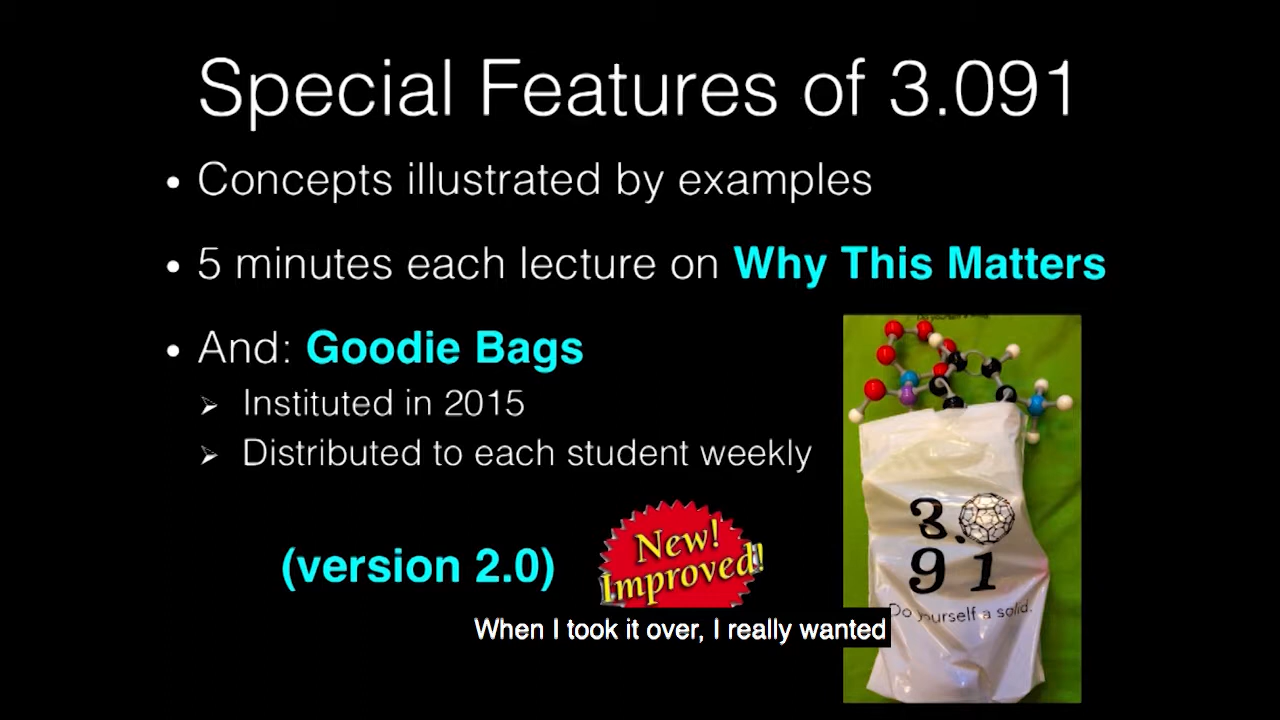 Special Features of 3.091
• Concepts illustrated by examples
• 5 minutes each lecture on Why This Matters
• And: Goodie Bags
➢ Instituted in 2015
➢ Distributed to each student weekly
(version 2.0)
New!
Improved!
3.
91
Do yourself a solid.
When I took it over, I really wanted